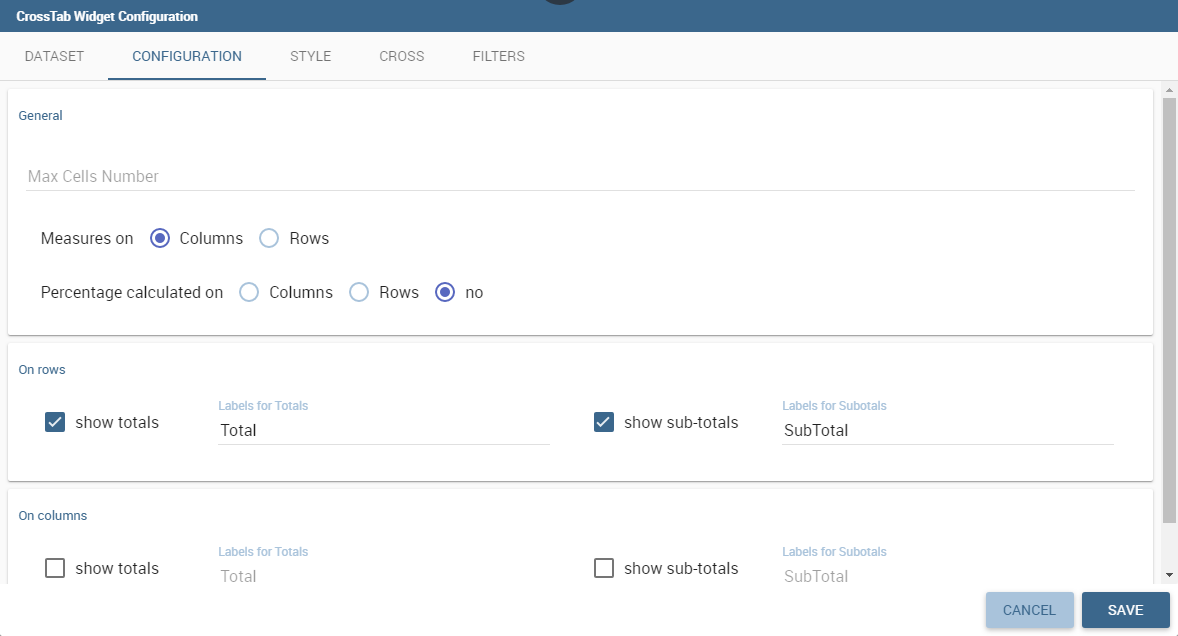 CrossTab Widget Configuration
DATASET CONFIGURATION STYLE CROSS FILTERS
General
Max Cells Number
Measures on Columns Rows
Percentage calculated on Columns Rows no
On rows
Labels for Totals Labels for Subotals
show totals Total show sub-totals SubTotal
On columns
Labels for Totals Labels for Subotals
show totals Total show sub-totals SubTotal
CANCEL SAVE